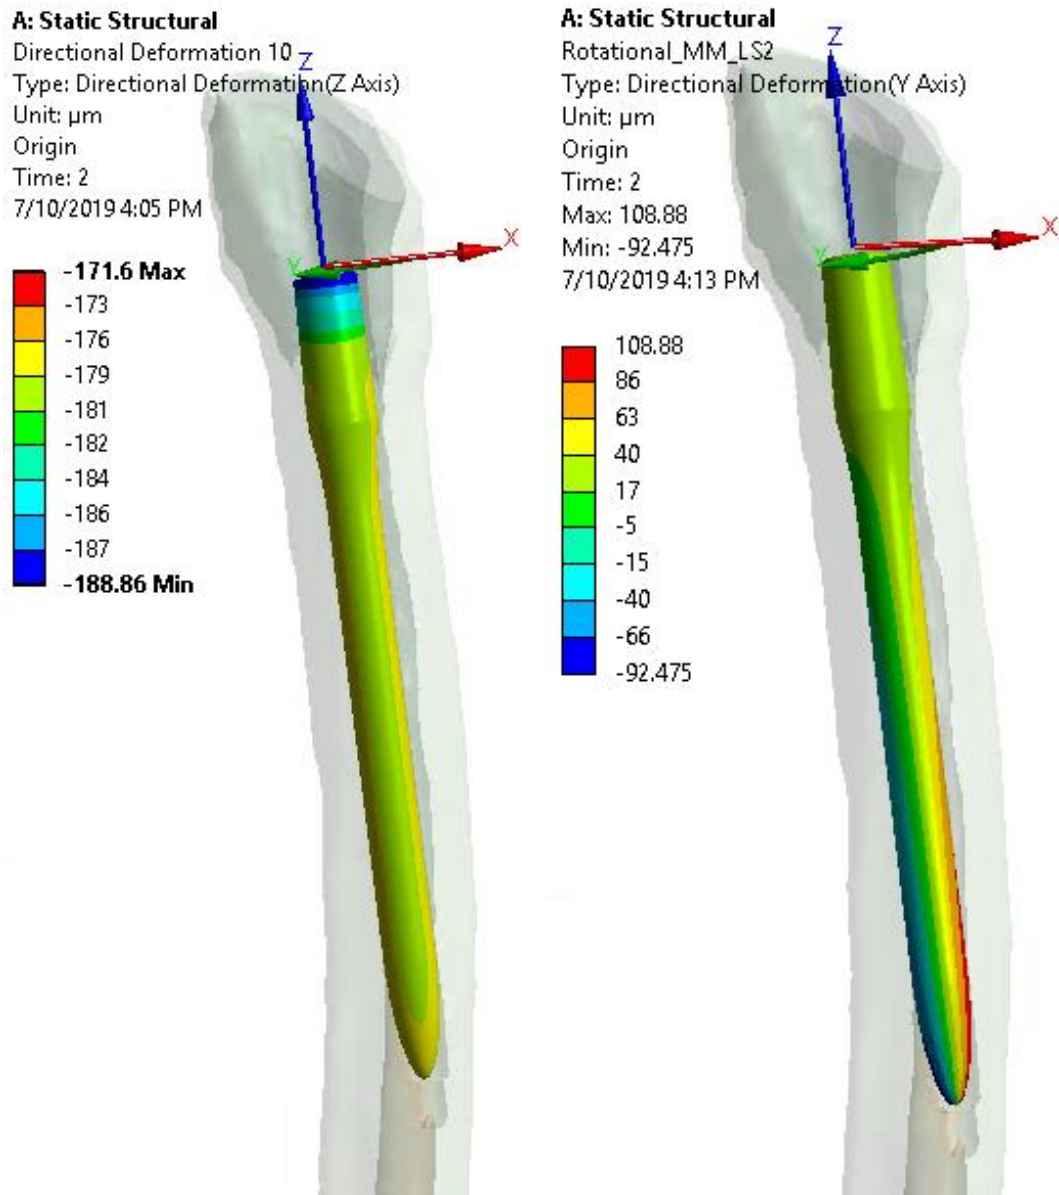 A: Static Structural
Directional Deformation 10
Type: Directional Deformation(Z Axis)
Unit: µm
Origin
Time: 2
7/10/2019 4:05 PM
Z
X
Y
-171.6 Max
-173
-176
-179
-181
-182
-184
-186
-187
-188.86 Min
A: Static Structural
Rotational_MM_LS2
Type: Directional Deformation(Y Axis)
Unit: µm
Origin
Time: 2
Max: 108.88
Min: -92.475
7/10/2019 4:13 PM
Z
X
Y
108.88
86
63
40
17
-5
-15
-40
-66
-92.475